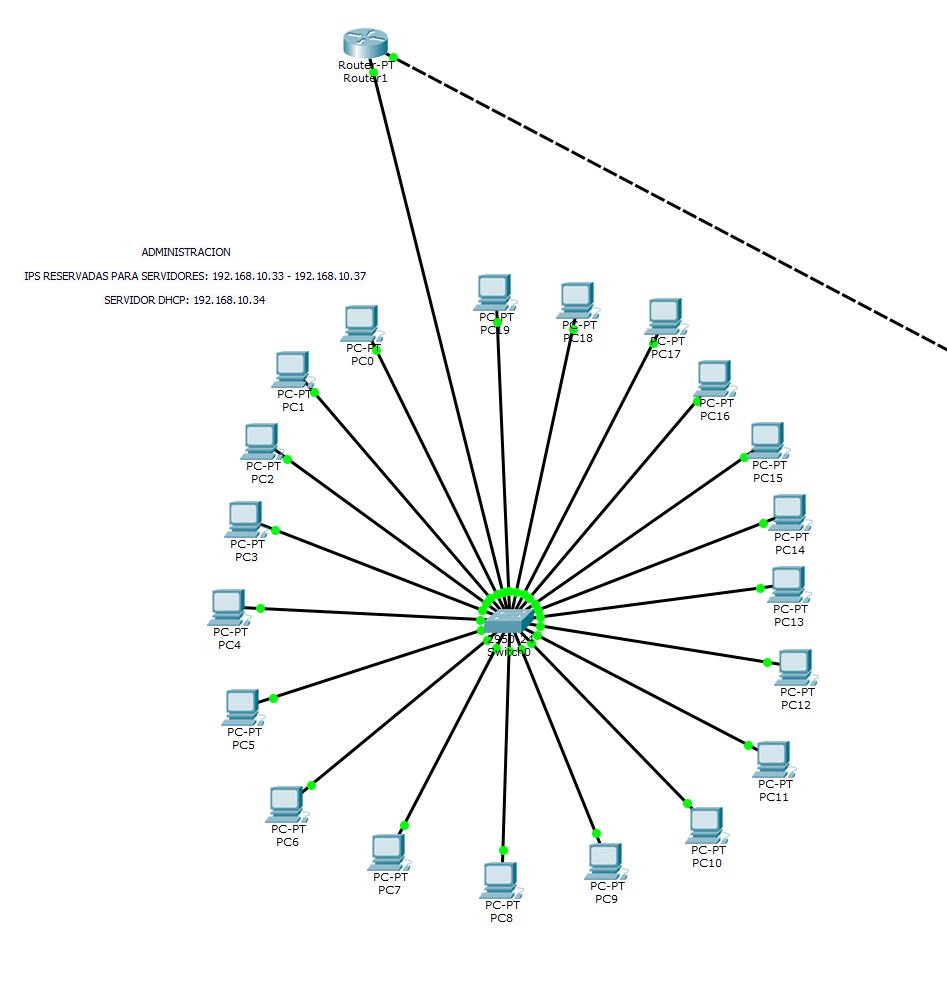 Router-PT
Router1
ADMINISTRACION
IPS RESERVADAS PARA SERVIDORES: 192.168.10.33 - 192.168.10.37
SERVIDOR DHCP: 192.168.10.34
PC-PT
PC19
PC-PT
PC18
PC-PT
PC17
PC-PT
PC0
PC-PT
PC1
PC-PT
PC16
PC-PT
PC2
PC-PT
PC15
PC-PT
PC3
PC-PT
PC14
PC-PT
PC13
PC-PT
PC4
2950-24
Switch0
PC-PT
PC12
PC-PT
PC5
PC-PT
PC11
PC-PT
PC6
PC-PT
PC10
PC-PT
PC7
PC-PT
PC9
PC-PT
PC8